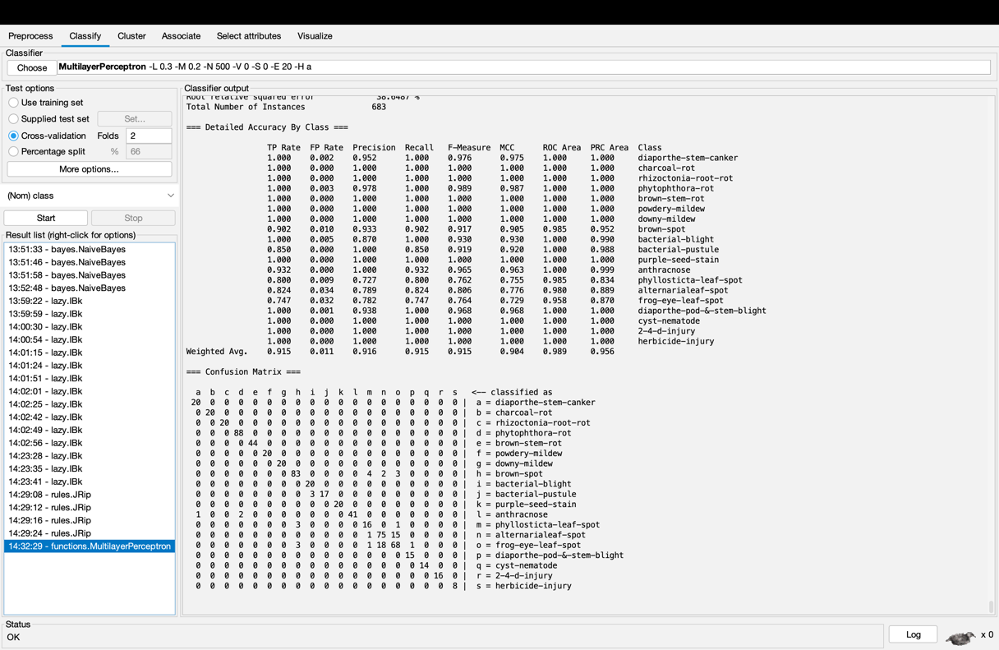 Preprocess Classify Cluster Associate Select attributes Visualize
Classifier
Choose MultilayerPerceptron -L 0.3 -M 0.2 -N 500 -V 0 -S 0 -E 20 -H a
Test options
Use training set
Supplied test set Set...
Cross-validation Folds 2
Percentage split % 66
More options...
(Nom) class
Start Stop
Result list (right-click for options)
13:51:33 - bayes.NaiveBayes
13:51:46 - bayes.NaiveBayes
13:51:58 - bayes.NaiveBayes
13:52:48 - bayes.NaiveBayes
13:59:22 - lazy.IBk
13:59:59 - lazy.IBk
14:00:30 - lazy.IBk
14:00:54 - lazy.IBk
14:01:15 - lazy.IBk
14:01:24 - lazy.IBk
14:01:51 - lazy.IBk
14:02:01 - lazy.IBk
14:02:25 - lazy.IBk
14:02:42 - lazy.IBk
14:02:49 - lazy.IBk
14:02:56 - lazy.IBk
14:23:28 - lazy.IBk
14:23:35 - lazy.IBk
14:23:41 - lazy.IBk
14:29:08 - rules.JRip
14:29:12 - rules.JRip
14:29:16 - rules.JRip
14:29:24 - rules.JRip
14:32:29 - functions.MultilayerPerceptron
Classifier output
Root relative squared error 38.6487 %
Total Number of Instances 683
=== Detailed Accuracy By Class ===
TP Rate FP Rate Precision Recall F-Measure MCC ROC Area PRC Area Class
1.000 0.002 0.952 1.000 0.976 0.975 1.000 1.000 diaporthe-stem-canker
1.000 0.000 1.000 1.000 1.000 1.000 1.000 1.000 charcoal-rot
1.000 0.000 1.000 1.000 1.000 1.000 1.000 1.000 rhizoctonia-root-rot
1.000 0.003 0.978 1.000 0.989 0.987 1.000 1.000 phytophthora-rot
1.000 0.000 1.000 1.000 1.000 1.000 1.000 1.000 brown-stem-rot
1.000 0.000 1.000 1.000 1.000 1.000 1.000 1.000 powdery-mildew
1.000 0.000 1.000 1.000 1.000 1.000 1.000 1.000 downy-mildew
0.902 0.010 0.933 0.902 0.917 0.905 0.985 0.952 brown-spot
1.000 0.005 0.870 1.000 0.930 0.930 1.000 0.990 bacterial-blight
0.850 0.000 1.000 0.850 0.919 0.920 1.000 0.988 bacterial-pustule
1.000 0.000 1.000 1.000 1.000 1.000 1.000 1.000 purple-seed-stain
0.932 0.000 1.000 0.932 0.965 0.963 1.000 0.999 anthracnose
0.800 0.009 0.727 0.800 0.762 0.755 0.985 0.834 phyllosticta-leaf-spot
0.824 0.034 0.789 0.824 0.806 0.776 0.980 0.889 alternarialeaf-spot
0.747 0.032 0.782 0.747 0.764 0.729 0.958 0.870 frog-eye-leaf-spot
1.000 0.001 0.938 1.000 0.968 0.968 1.000 1.000 diaporthe-pod-&-stem-blight
1.000 0.000 1.000 1.000 1.000 1.000 1.000 1.000 cyst-nematode
1.000 0.000 1.000 1.000 1.000 1.000 1.000 1.000 2-4-d-injury
1.000 0.000 1.000 1.000 1.000 1.000 1.000 1.000 herbicide-injury
Weighted Avg. 0.915 0.011 0.916 0.915 0.915 0.904 0.989 0.956
=== Confusion Matrix ===
a b c d e f g h i j k l m n o p q r s <-- classified as
20 0 0 0 0 0 0 0 0 0 0 0 0 0 0 0 0 0 0 | a = diaporthe-stem-canker
0 20 0 0 0 0 0 0 0 0 0 0 0 0 0 0 0 0 0 | b = charcoal-rot
0 0 20 0 0 0 0 0 0 0 0 0 0 0 0 0 0 0 0 | c = rhizoctonia-root-rot
0 0 0 88 0 0 0 0 0 0 0 0 0 0 0 0 0 0 0 | d = phytophthora-rot
0 0 0 0 44 0 0 0 0 0 0 0 0 0 0 0 0 0 0 | e = brown-stem-rot
0 0 0 0 0 20 0 0 0 0 0 0 0 0 0 0 0 0 0 | f = powdery-mildew
0 0 0 0 0 0 20 0 0 0 0 0 0 0 0 0 0 0 0 | g = downy-mildew
0 0 0 0 0 0 0 83 0 0 0 0 4 2 3 0 0 0 0 | h = brown-spot
0 0 0 0 0 0 0 0 20 0 0 0 0 0 0 0 0 0 0 | i = bacterial-blight
0 0 0 0 0 0 0 0 3 17 0 0 0 0 0 0 0 0 0 | j = bacterial-pustule
0 0 0 0 0 0 0 0 0 0 20 0 0 0 0 0 0 0 0 | k = purple-seed-stain
1 0 0 2 0 0 0 0 0 0 0 41 0 0 0 0 0 0 0 | l = anthracnose
0 0 0 0 0 0 0 3 0 0 0 0 16 0 1 0 0 0 0 | m = phyllosticta-leaf-spot
0 0 0 0 0 0 0 0 0 0 0 0 1 75 15 0 0 0 0 | n = alternarialeaf-spot
0 0 0 0 0 0 0 3 0 0 0 0 1 18 68 1 0 0 0 | o = frog-eye-leaf-spot
0 0 0 0 0 0 0 0 0 0 0 0 0 0 0 15 0 0 0 | p = diaporthe-pod-&-stem-blight
0 0 0 0 0 0 0 0 0 0 0 0 0 0 0 0 14 0 0 | q = cyst-nematode
0 0 0 0 0 0 0 0 0 0 0 0 0 0 0 0 0 16 0 | r = 2-4-d-injury
0 0 0 0 0 0 0 0 0 0 0 0 0 0 0 0 0 0 8 | s = herbicide-injury
Status
OK
Log x 0